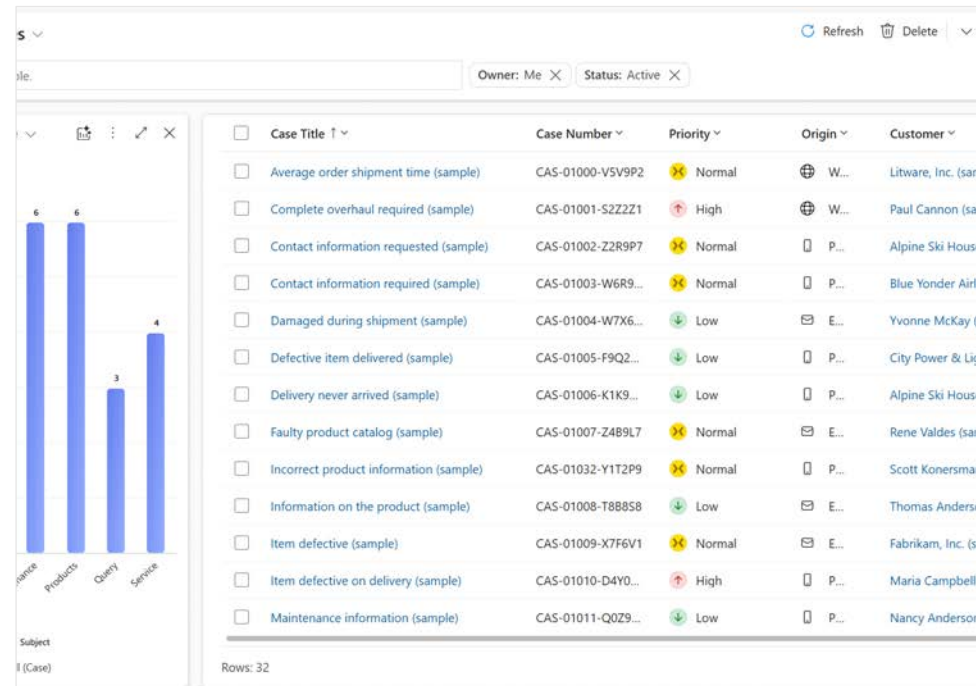 s
Refresh Delete
ple.
Owner: Me Status: Active
Case Title Case Number Priority Origin Customer
Average order shipment time (sample) CAS-01000-V5V9P2 Normal W... Litware, Inc. (sar
Complete overhaul required (sample) CAS-01001-S2Z2Z1 High W... Paul Cannon (sa
Contact information requested (sample) CAS-01002-Z2R9P7 Normal P... Alpine Ski Hous
Contact information required (sample) CAS-01003-W6R9... Normal P... Blue Yonder Airl
Damaged during shipment (sample) CAS-01004-W7X6... Low E... Yvonne McKay (
Defective item delivered (sample) CAS-01005-F9Q2... Low P... City Power & Lig
Delivery never arrived (sample) CAS-01006-K1K9... Low P... Alpine Ski Hous
Faulty product catalog (sample) CAS-01007-Z4B9L7 Normal E... Rene Valdes (sar
Incorrect product information (sample) CAS-01032-Y1T2P9 Normal P... Scott Konersma
Information on the product (sample) CAS-01008-T8B8S8 Low E... Thomas Anders
Item defective (sample) CAS-01009-X7F6V1 Normal E... Fabrikam, Inc. (s
Item defective on delivery (sample) CAS-01010-D4Y0... High P... Maria Campbell
Maintenance information (sample) CAS-01011-Q0Z9... Low P... Nancy Anderson
Rows: 32
6 6 3 4
nance Products Query Service
Subject
l (Case)